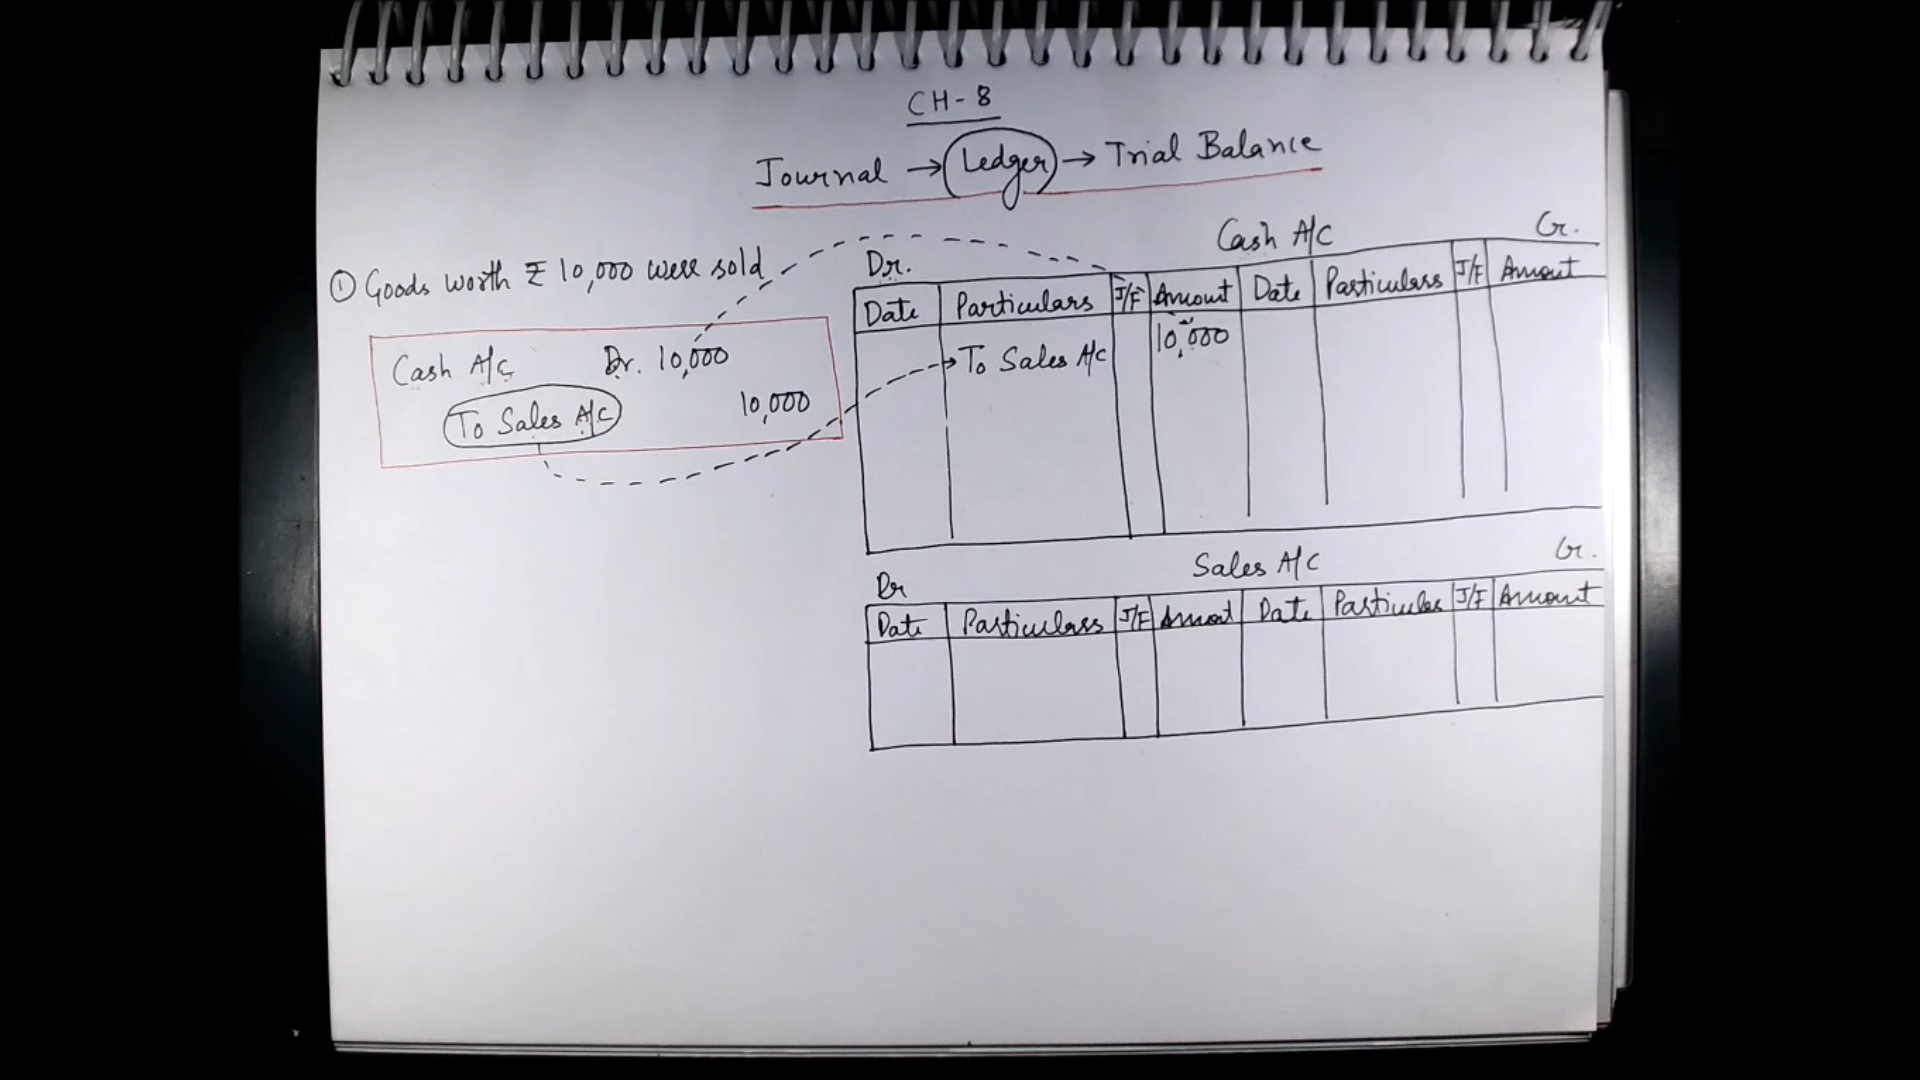 CH-8
Journal → Ledger → Trial Balance
① Goods worth ₹ 10,000 were sold
Cash A/c Dr. 10,000
To Sales A/c 10,000
Cash A/C
Dr. Cr.
Date Particulars J/F Amount Date Particulars J/F Amount
To Sales A/c 10,000
Sales A/C
Dr Cr.
Date Particulars J/F Amount Date Particulars J/F Amount